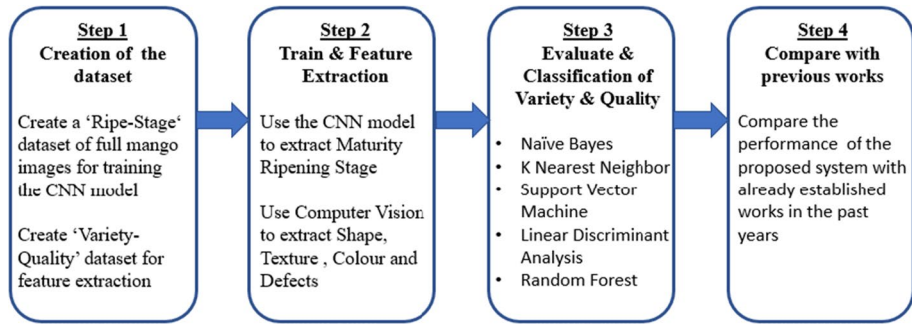 Step 1
Creation of the
dataset
Create a 'Ripe-Stage'
dataset of full mango
images for training
the CNN model
Create 'Variety-
Quality' dataset for
feature extraction
Step 2
Train & Feature
Extraction
Use the CNN model
to extract Maturity
Ripening Stage
Use Computer Vision
to extract Shape,
Texture , Colour and
Defects
Step 3
Evaluate &
Classification of
Variety & Quality
• Naïve Bayes
• K Nearest Neighbor
• Support Vector
Machine
• Linear Discriminant
Analysis
• Random Forest
Step 4
Compare with
previous works
Compare the
performance of the
proposed system with
already established
works in the past
years